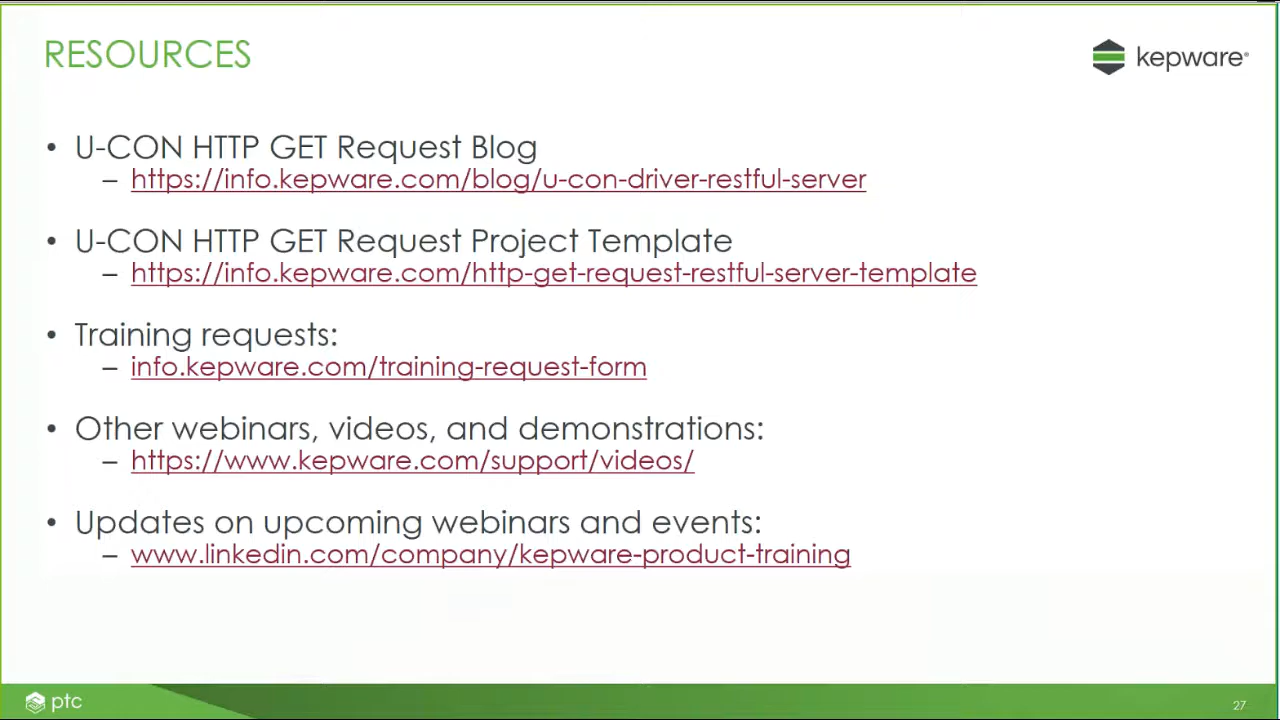 RESOURCES
kepware®
• U-CON HTTP GET Request Blog
– https://info.kepware.com/blog/u-con-driver-restful-server
• U-CON HTTP GET Request Project Template
– https://info.kepware.com/http-get-request-restful-server-template
• Training requests:
– info.kepware.com/training-request-form
• Other webinars, videos, and demonstrations:
– https://www.kepware.com/support/videos/
• Updates on upcoming webinars and events:
– www.linkedin.com/company/kepware-product-training
ptc
27